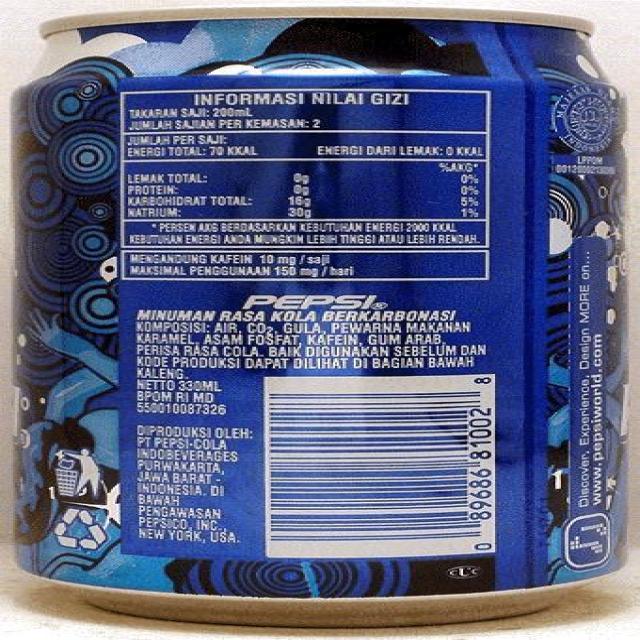 INFORMASI NILAI GIZI
TAKARAN SAJI: 200mL
JUMLAH SAJIAN PER KEMASAN: 2
JUMLAH PER SAJI:
ENERGI TOTAL: 70 KKAL ENERGI DARI LEMAK: 0 KKAL
%AKG*
LEMAK TOTAL: 0g 0%
PROTEIN: 0g 0%
KARBOHIDRAT TOTAL: 16g 5%
NATRIUM: 30g 1%
* PERSEN AKG BERDASARKAN KEBUTUHAN ENERGI 2000 KKAL
KEBUTUHAN ENERGI ANDA MUNGKIN LEBIH TINGGI ATAU LEBIH RENDAH.
MENGANDUNG KAFEIN 10 mg / saji
MAKSIMAL PENGGUNAAN 150 mg / hari
PEPSI®
MINUMAN RASA KOLA BERKARBONASI
KOMPOSISI: AIR, CO₂, GULA, PEWARNA MAKANAN
KARAMEL, ASAM FOSFAT, KAFEIN, GUM ARAB,
PERISA RASA COLA. BAIK DIGUNAKAN SEBELUM DAN
KODE PRODUKSI DAPAT DILIHAT DI BAGIAN BAWAH
KALENG
NETTO 330ML
BPOM RI MD
550010087326
DIPRODUKSI OLEH:
PT PEPSI-COLA
INDOBEVERAGES
PURWAKARTA,
JAWA BARAT -
INDONESIA. DI
BAWAH
PENGAWASAN
PEPSICO, INC.,
NEW YORK, USA.
0 89686 81002 8
LPPOM
Discover, Experience, Design MORE on...
www.pepsiworld.com